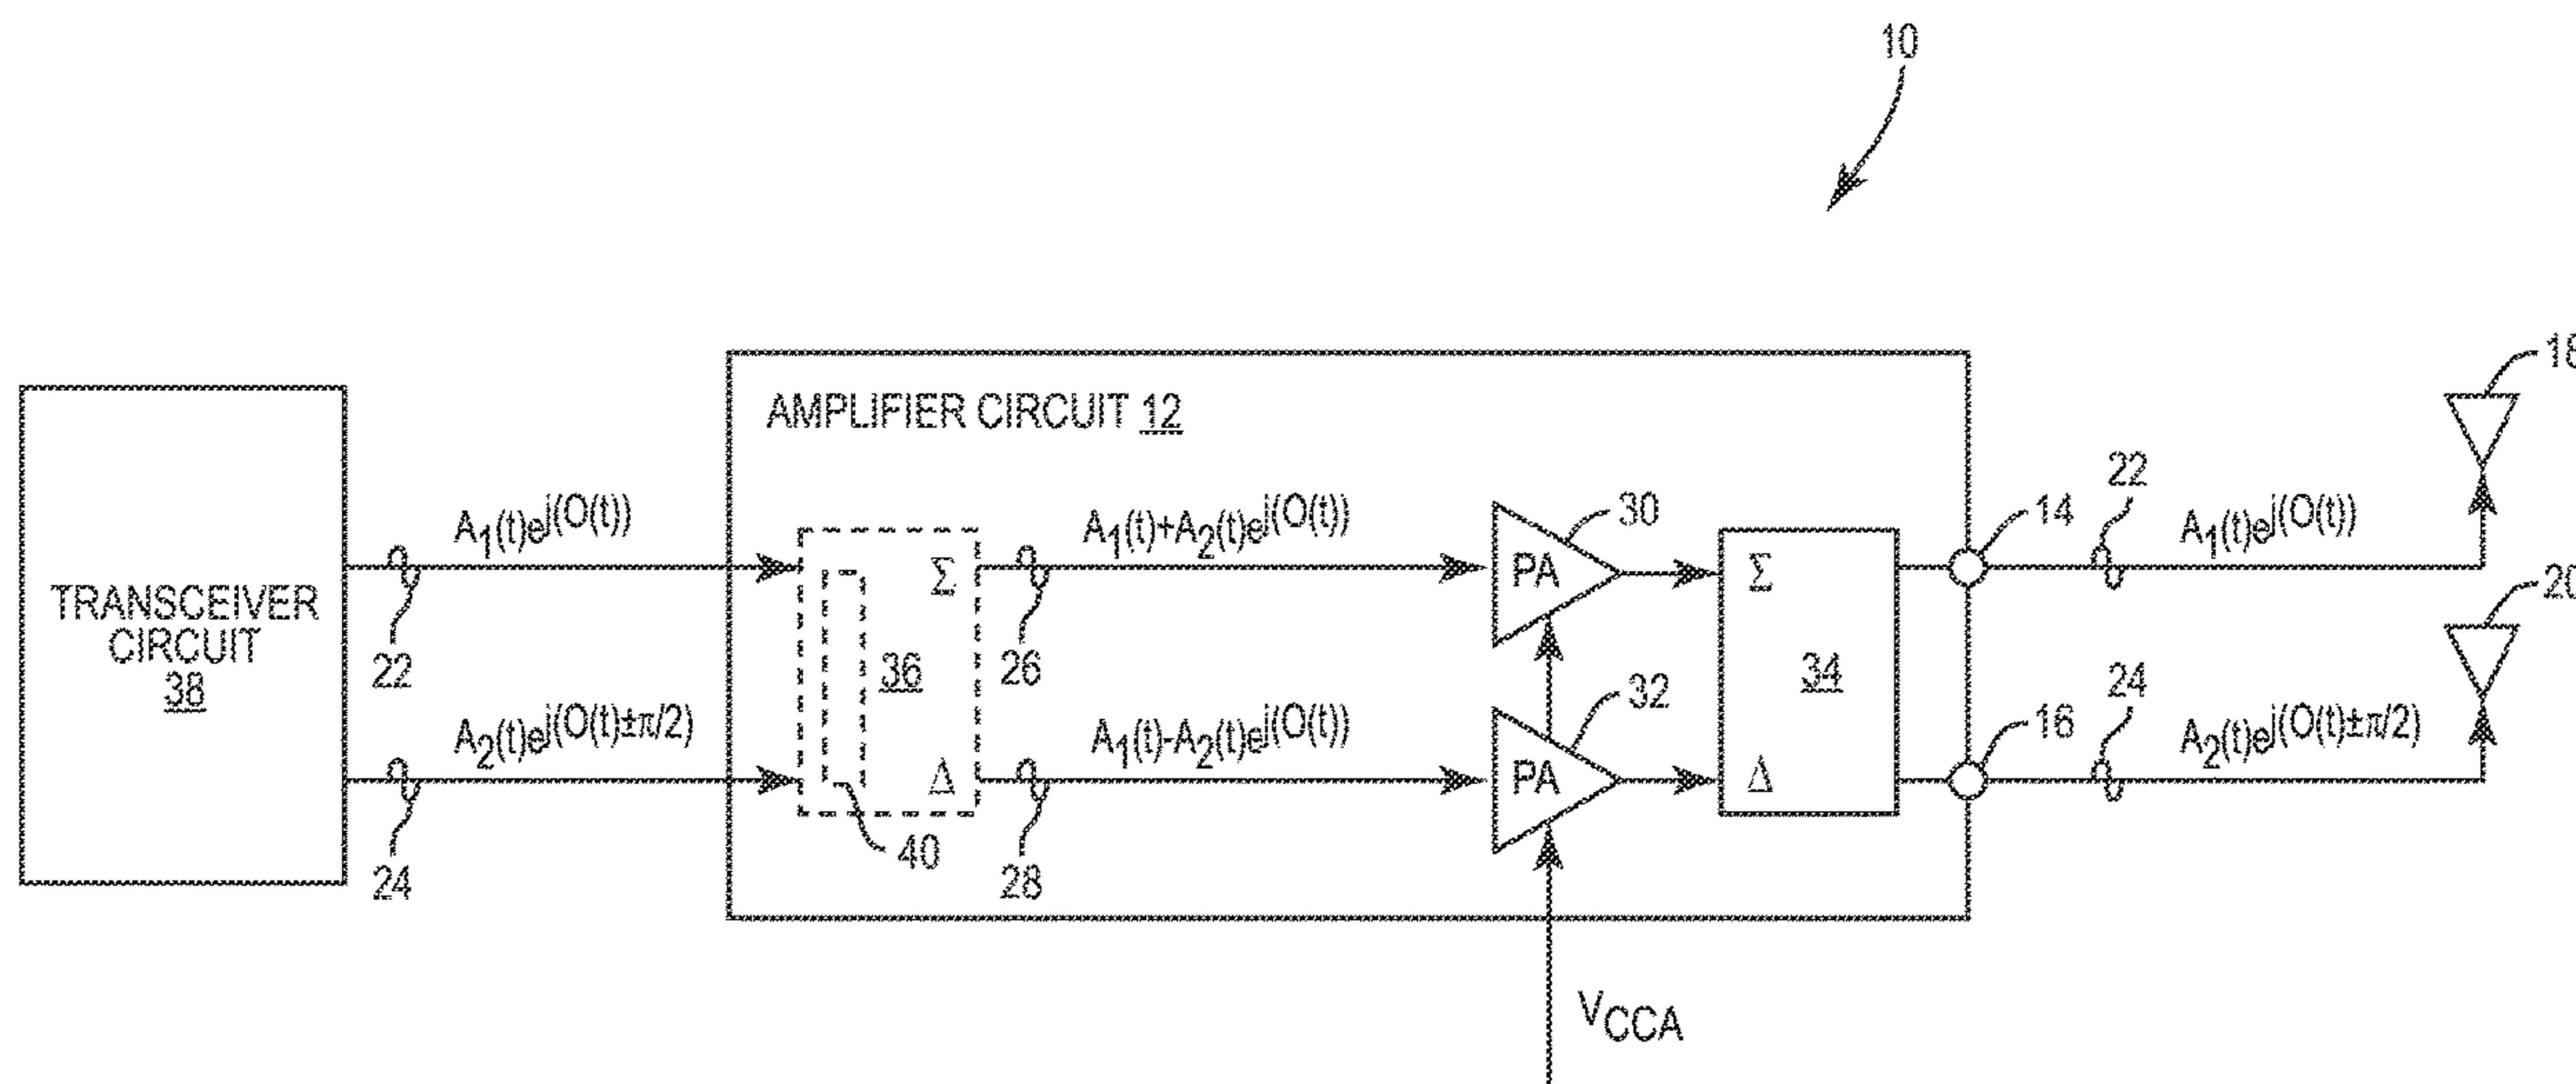 10
18
AMPLIFIER CIRCUIT 12
A1(t)ej(O(t))
A1(t)+A2(t)ej(O(t))
30
14
22
A1(t)ej(O(t))
Σ
PA
Σ
20
TRANSCEIVER
CIRCUIT
38
22
36
26
34
24
A2(t)ej(O(t)±π/2)
A1(t)-A2(t)ej(O(t))
32
16
A2(t)ej(O(t)±π/2)
Δ
PA
Δ
24
40
28
VCCA